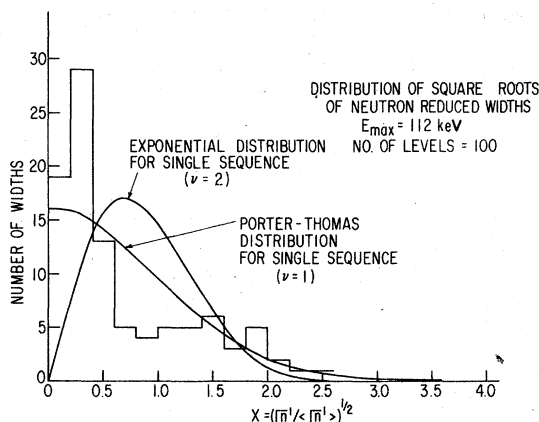 30
25
20
15
10
5
0
NUMBER OF WIDTHS
DISTRIBUTION OF SQUARE ROOTS
OF NEUTRON REDUCED WIDTHS
Emax = 112 keV
NO. OF LEVELS = 100
EXPONENTIAL DISTRIBUTION
FOR SINGLE SEQUENCE
(ν = 2)
PORTER-THOMAS
DISTRIBUTION
FOR SINGLE SEQUENCE
(ν = 1)
0 0.5 1.0 1.5 2.0 2.5 3.0 3.5 4.0
X = (Γn¹/<Γn¹>)^1/2